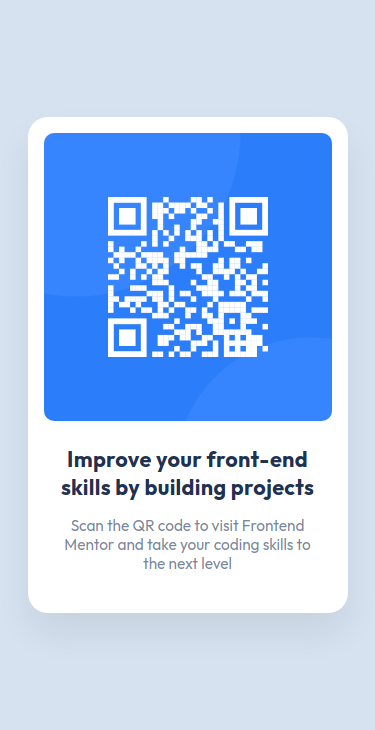 Improve your front-end
skills by building projects
Scan the QR code to visit Frontend
Mentor and take your coding skills to
the next level